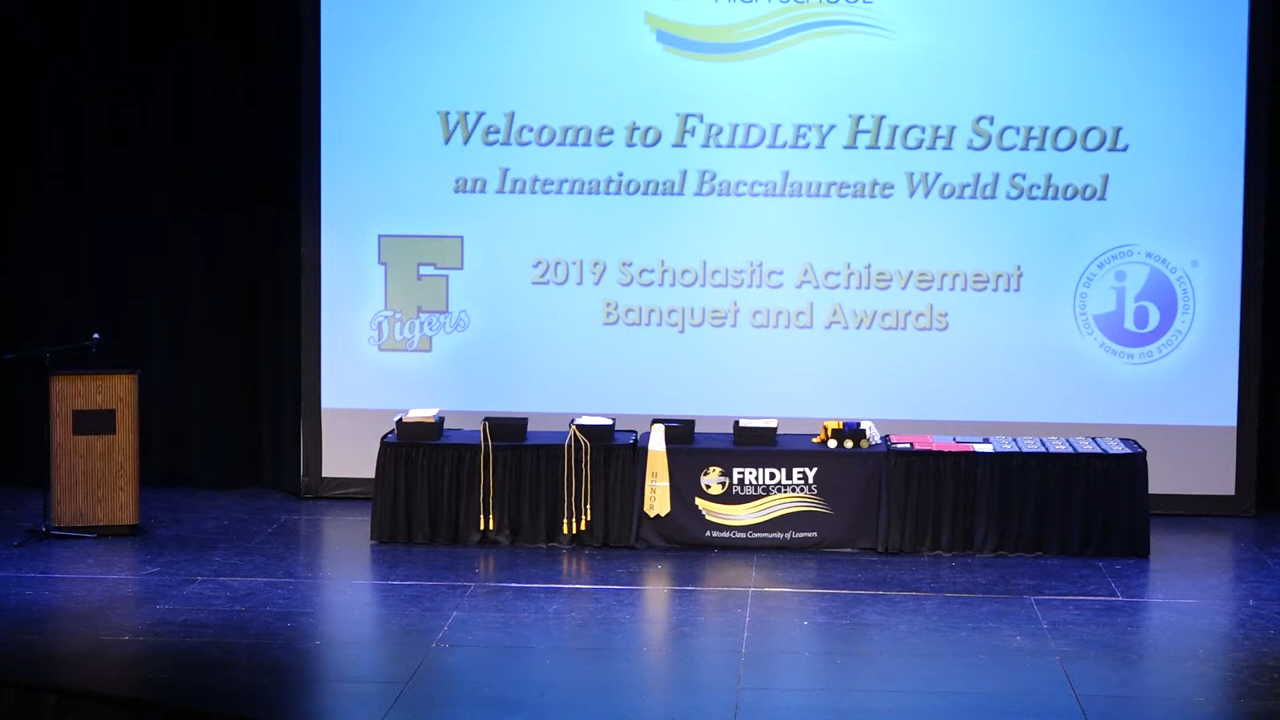 HIGH SCHOOL
Welcome to FRIDLEY HIGH SCHOOL
an International Baccalaureate World School
F
Tigers
2019 Scholastic Achievement
Banquet and Awards
COLEGIO DEL MUNDO • WORLD SCHOOL • ECOLE DU MONDE •
ib
HONOR
FRIDLEY
PUBLIC SCHOOLS
A World-Class Community of Learners